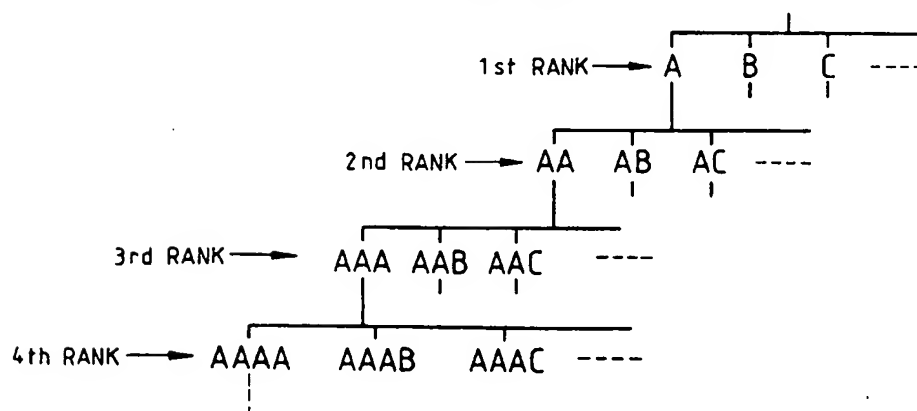 1st RANK A B C
2nd RANK AA AB AC
3rd RANK AAA AAB AAC
4th RANK AAAA AAAB AAAC